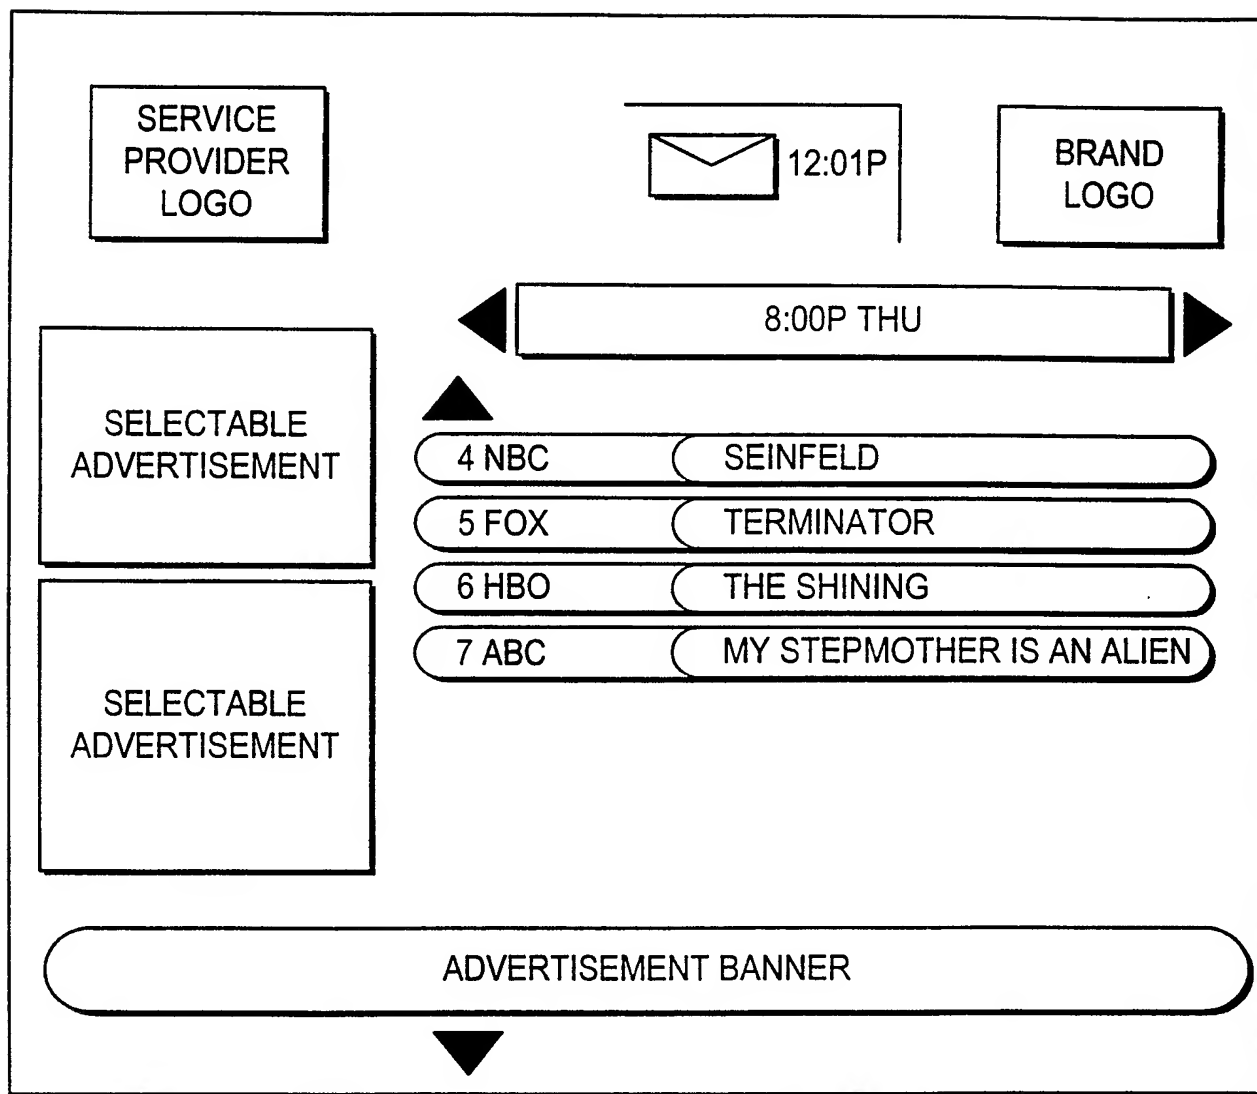 SERVICE
PROVIDER
LOGO
12:01P
BRAND
LOGO
8:00P THU
SELECTABLE
ADVERTISEMENT
4 NBC SEINFELD
5 FOX TERMINATOR
6 HBO THE SHINING
7 ABC MY STEPMOTHER IS AN ALIEN
SELECTABLE
ADVERTISEMENT
ADVERTISEMENT BANNER